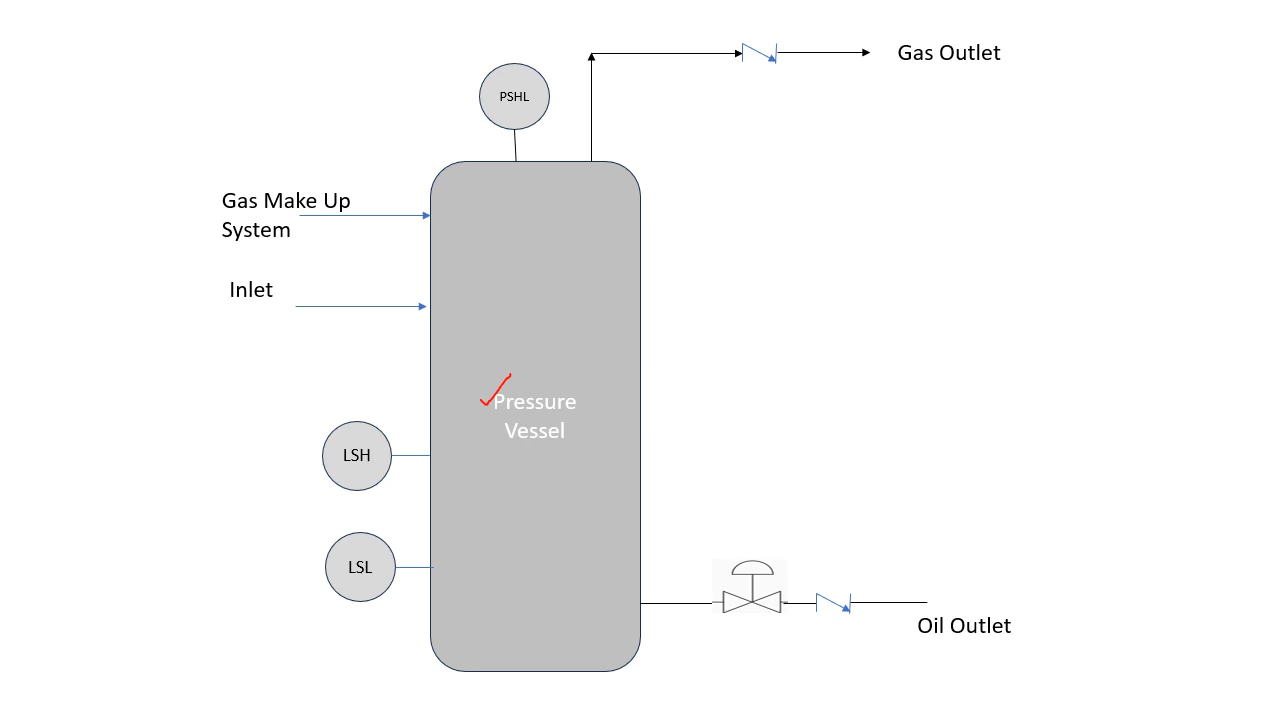 Gas Outlet
PSHL
Gas Make Up
System
Inlet
Pressure
Vessel
LSH
LSL
Oil Outlet